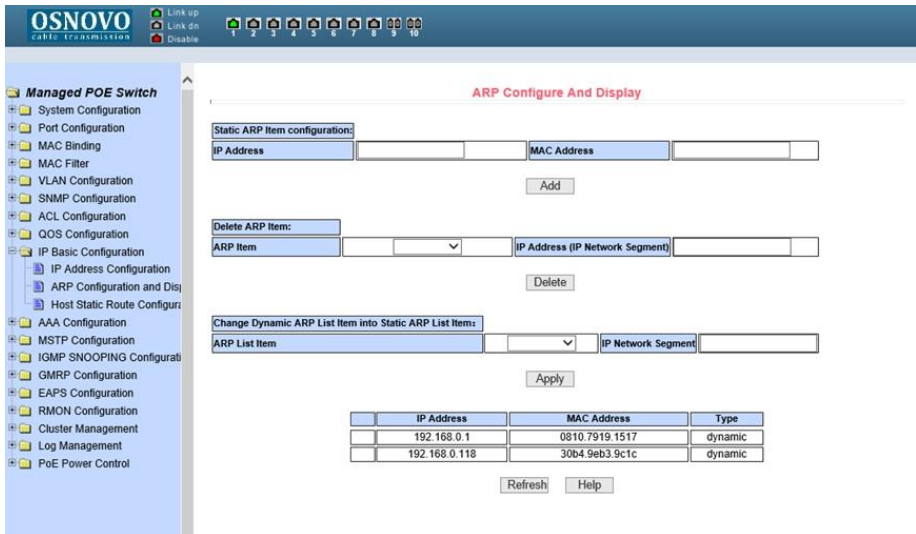 OSNOVO
cable transmission
Link up
Link dn
Disable
1 2 3 4 5 6 7 8 9 10
Managed POE Switch
System Configuration
Port Configuration
MAC Binding
MAC Filter
VLAN Configuration
SNMP Configuration
ACL Configuration
QOS Configuration
IP Basic Configuration
IP Address Configuration
ARP Configuration and Disp
Host Static Route Configura
AAA Configuration
MSTP Configuration
IGMP SNOOPING Configurati
GMRP Configuration
EAPS Configuration
RMON Configuration
Cluster Management
Log Management
PoE Power Control
ARP Configure And Display
Static ARP Item configuration:
IP Address MAC Address
Add
Delete ARP Item:
ARP Item IP Address (IP Network Segment)
Delete
Change Dynamic ARP List Item into Static ARP List Item:
ARP List Item IP Network Segment
Apply
IP Address MAC Address Type
192.168.0.1 0810.7919.1517 dynamic
192.168.0.118 30b4.9eb3.9c1c dynamic
Refresh Help